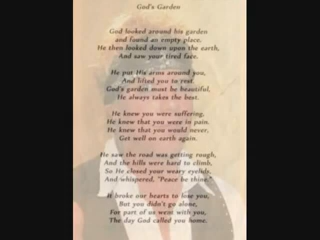 God's Garden
God looked around his garden
and found an empty place,
He then looked down upon the earth,
And saw your tired face.
He put His arms around you,
And lifted you to rest.
God's garden must be beautiful,
He always takes the best.
He knew you were suffering,
He knew that you were in pain.
He knew that you would never,
Get well on earth again.
He saw the road was getting rough,
And the hills were hard to climb,
So He closed your weary eyelids,
And whispered, "Peace be thine."
It broke our hearts to lose you,
But you didn't go alone,
For part of us went with you,
The day God called you home.